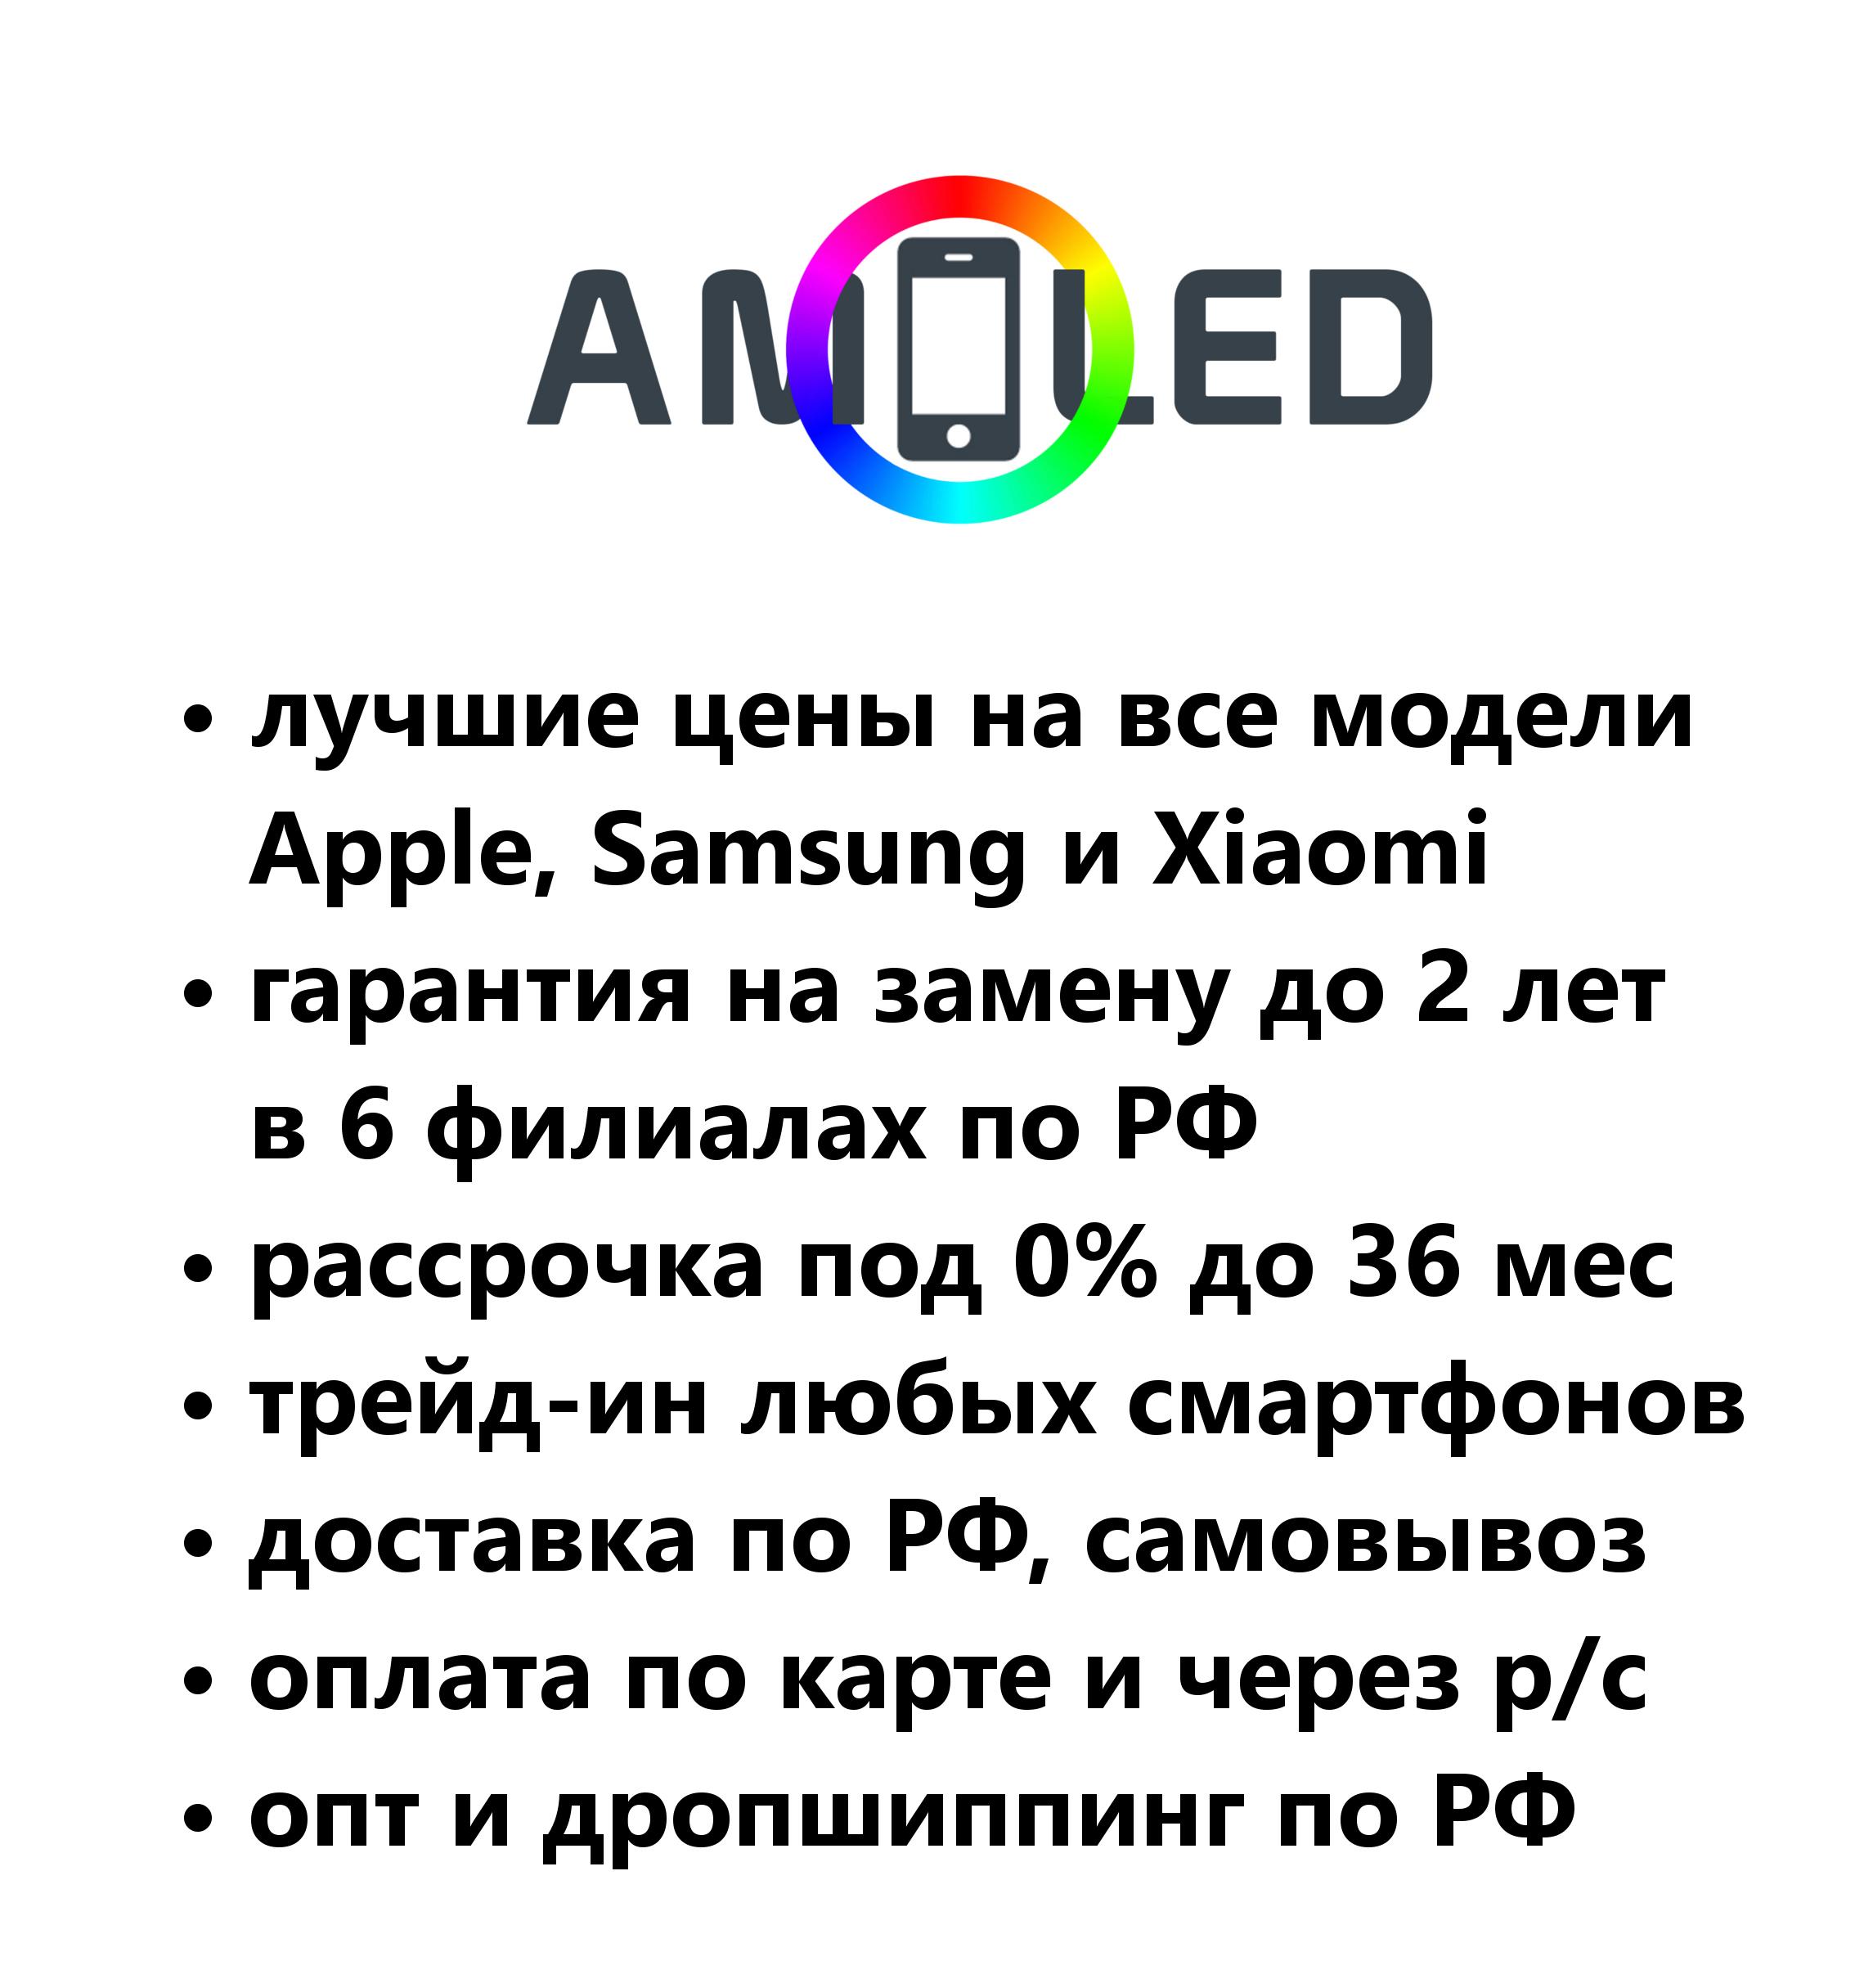 AMOLED
• лучшие цены на все модели
Apple, Samsung и Xiaomi
• гарантия на замену до 2 лет
в 6 филиалах по РФ
• рассрочка под 0% до 36 мес
• трейд-ин любых смартфонов
• доставка по РФ, самовывоз
• оплата по карте и через р/с
• опт и дропшиппинг по РФ